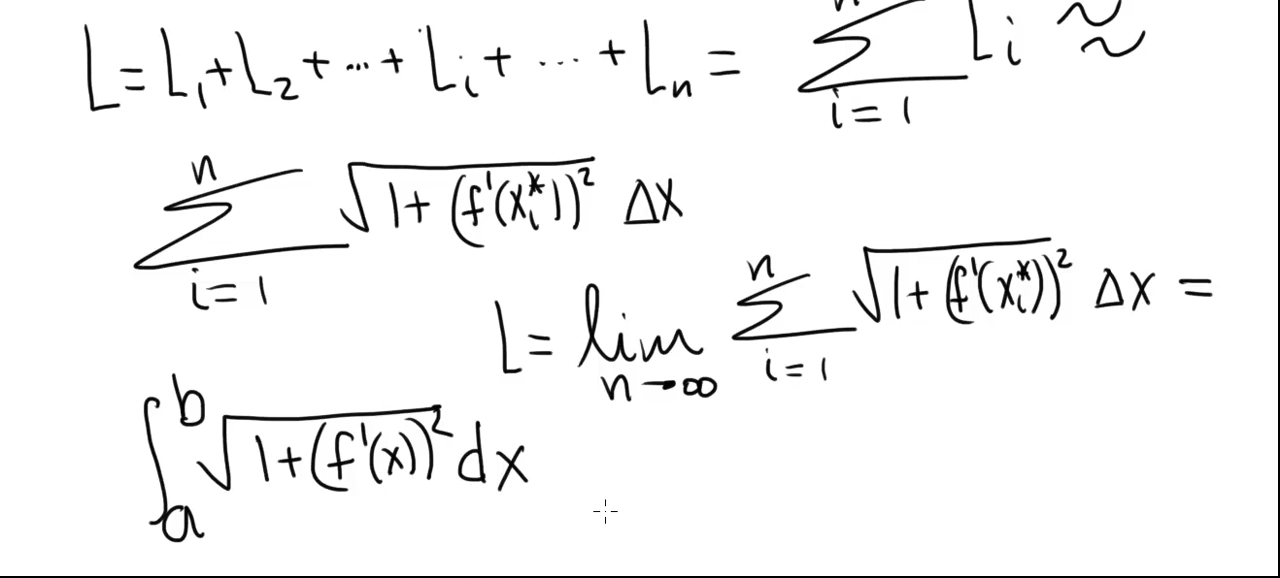 L = L₁ + L₂ + ... + Lᵢ + ... + Lₙ = ∑ᵢ₌₁ⁿ Lᵢ ≈
∑ᵢ₌₁ⁿ √(1 + (f'(xᵢ*))²) Δx
L = lim n→∞ ∑ᵢ₌₁ⁿ √(1 + (f'(xᵢ*))²) Δx =
∫ₐᵇ √(1 + (f'(x))²) dx